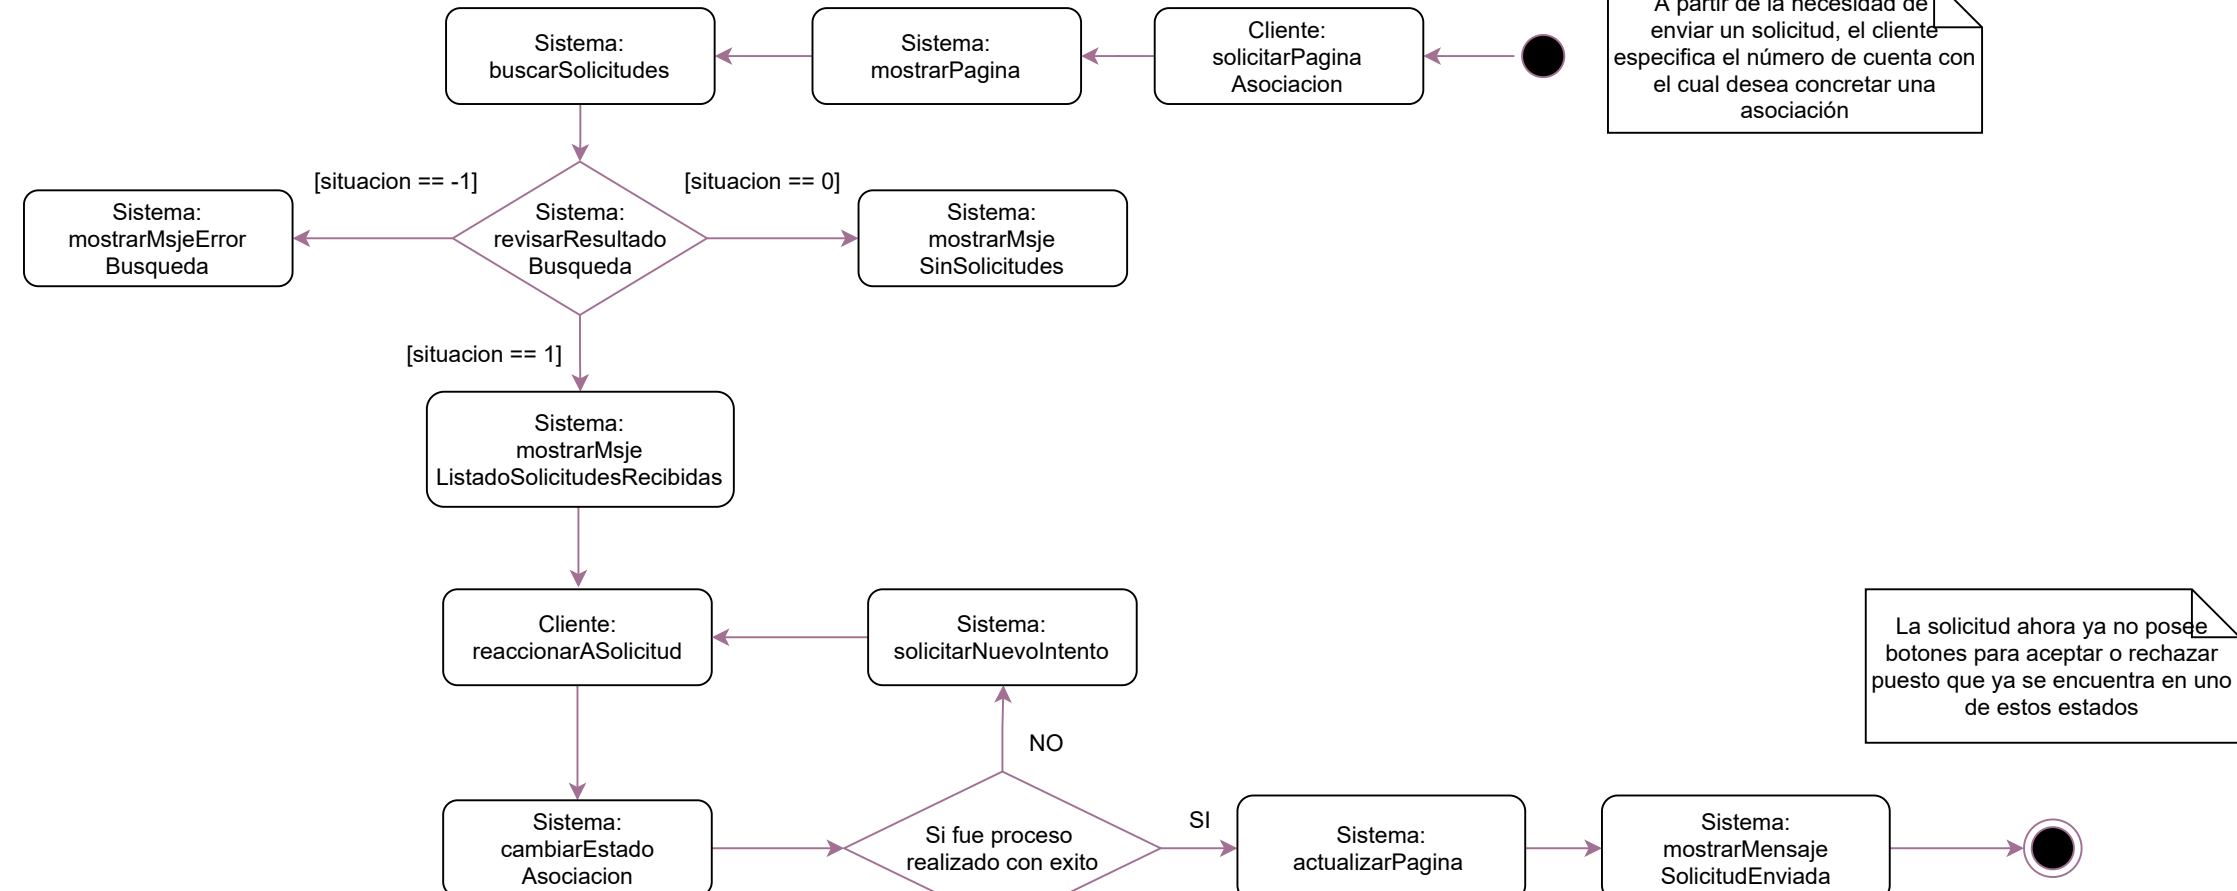 Sistema:
buscarSolicitudes
Sistema:
mostrarPagina
Cliente:
solicitarPagina
Asociacion
A partir de la necesidad de
enviar un solicitud, el cliente
especifica el número de cuenta con
el cual desea concretar una
asociación
[situacion == -1]
[situacion == 0]
Sistema:
mostrarMsjeError
Busqueda
Sistema:
revisarResultado
Busqueda
Sistema:
mostrarMsje
SinSolicitudes
[situacion == 1]
Sistema:
mostrarMsje
ListadoSolicitudesRecibidas
Cliente:
reaccionarASolicitud
Sistema:
solicitarNuevoIntento
La solicitud ahora ya no posee
botones para aceptar o rechazar
puesto que ya se encuentra en uno
de estos estados
NO
Sistema:
cambiarEstado
Asociacion
Si fue proceso
realizado con exito
SI
Sistema:
actualizarPagina
Sistema:
mostrarMensaje
SolicitudEnviada